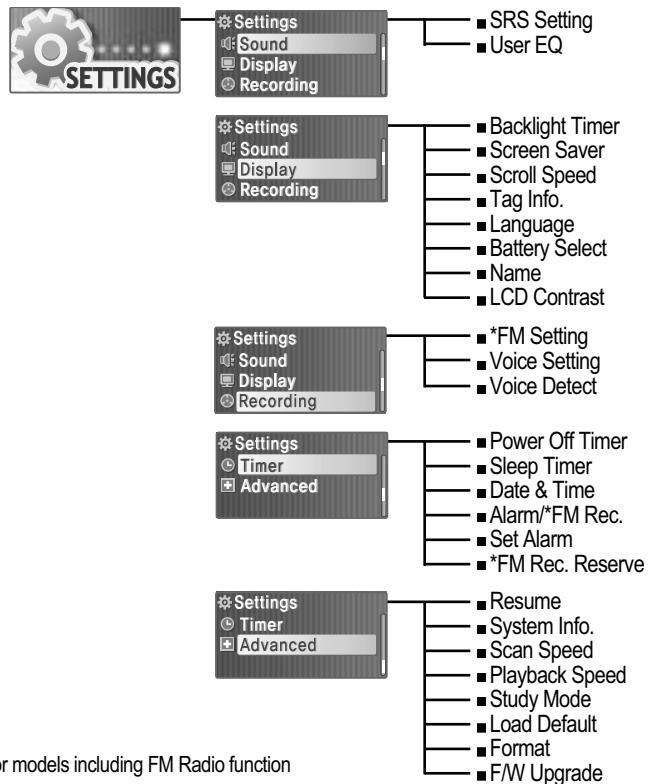 SETTINGS
Settings
Sound
Display
Recording
■ SRS Setting
■ User EQ
Settings
Sound
Display
Recording
■ Backlight Timer
■ Screen Saver
■ Scroll Speed
■ Tag Info.
■ Language
■ Battery Select
■ Name
■ LCD Contrast
Settings
Sound
Display
Recording
■ *FM Setting
■ Voice Setting
■ Voice Detect
Settings
Timer
Advanced
■ Power Off Timer
■ Sleep Timer
■ Date & Time
■ Alarm/*FM Rec.
■ Set Alarm
■ *FM Rec. Reserve
Settings
Timer
Advanced
■ Resume
■ System Info.
■ Scan Speed
■ Playback Speed
■ Study Mode
■ Load Default
■ Format
■ F/W Upgrade
models including FM Radio function